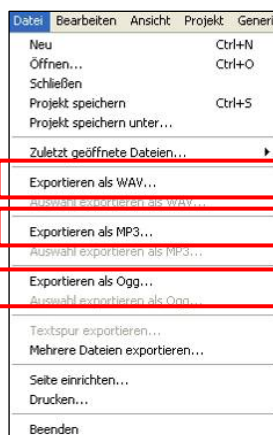 Datei Bearbeiten Ansicht Projekt Generi
Neu Ctrl+N
Öffnen... Ctrl+O
Schließen
Projekt speichern Ctrl+S
Projekt speichern unter...
Zuletzt geöffnete Dateien...
Exportieren als WAV...
Auswahl exportieren als WAV...
Exportieren als MP3...
Auswahl exportieren als MP3...
Exportieren als Ogg...
Auswahl exportieren als Ogg...
Textspur exportieren...
Mehrere Dateien exportieren...
Seite einrichten...
Drucken...
Beenden